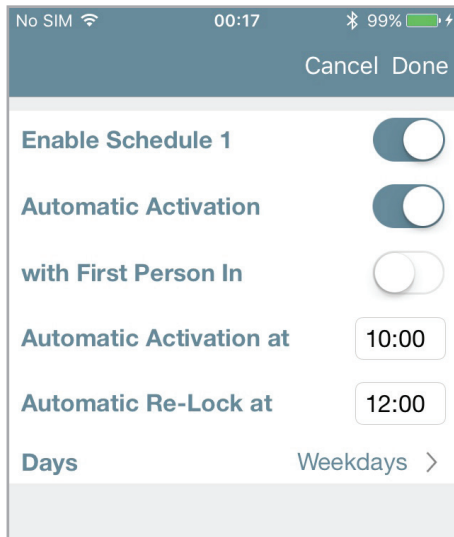 No SIM 00:17 99%
Cancel Done
Enable Schedule 1
Automatic Activation
with First Person In
Automatic Activation at 10:00
Automatic Re-Lock at 12:00
Days Weekdays